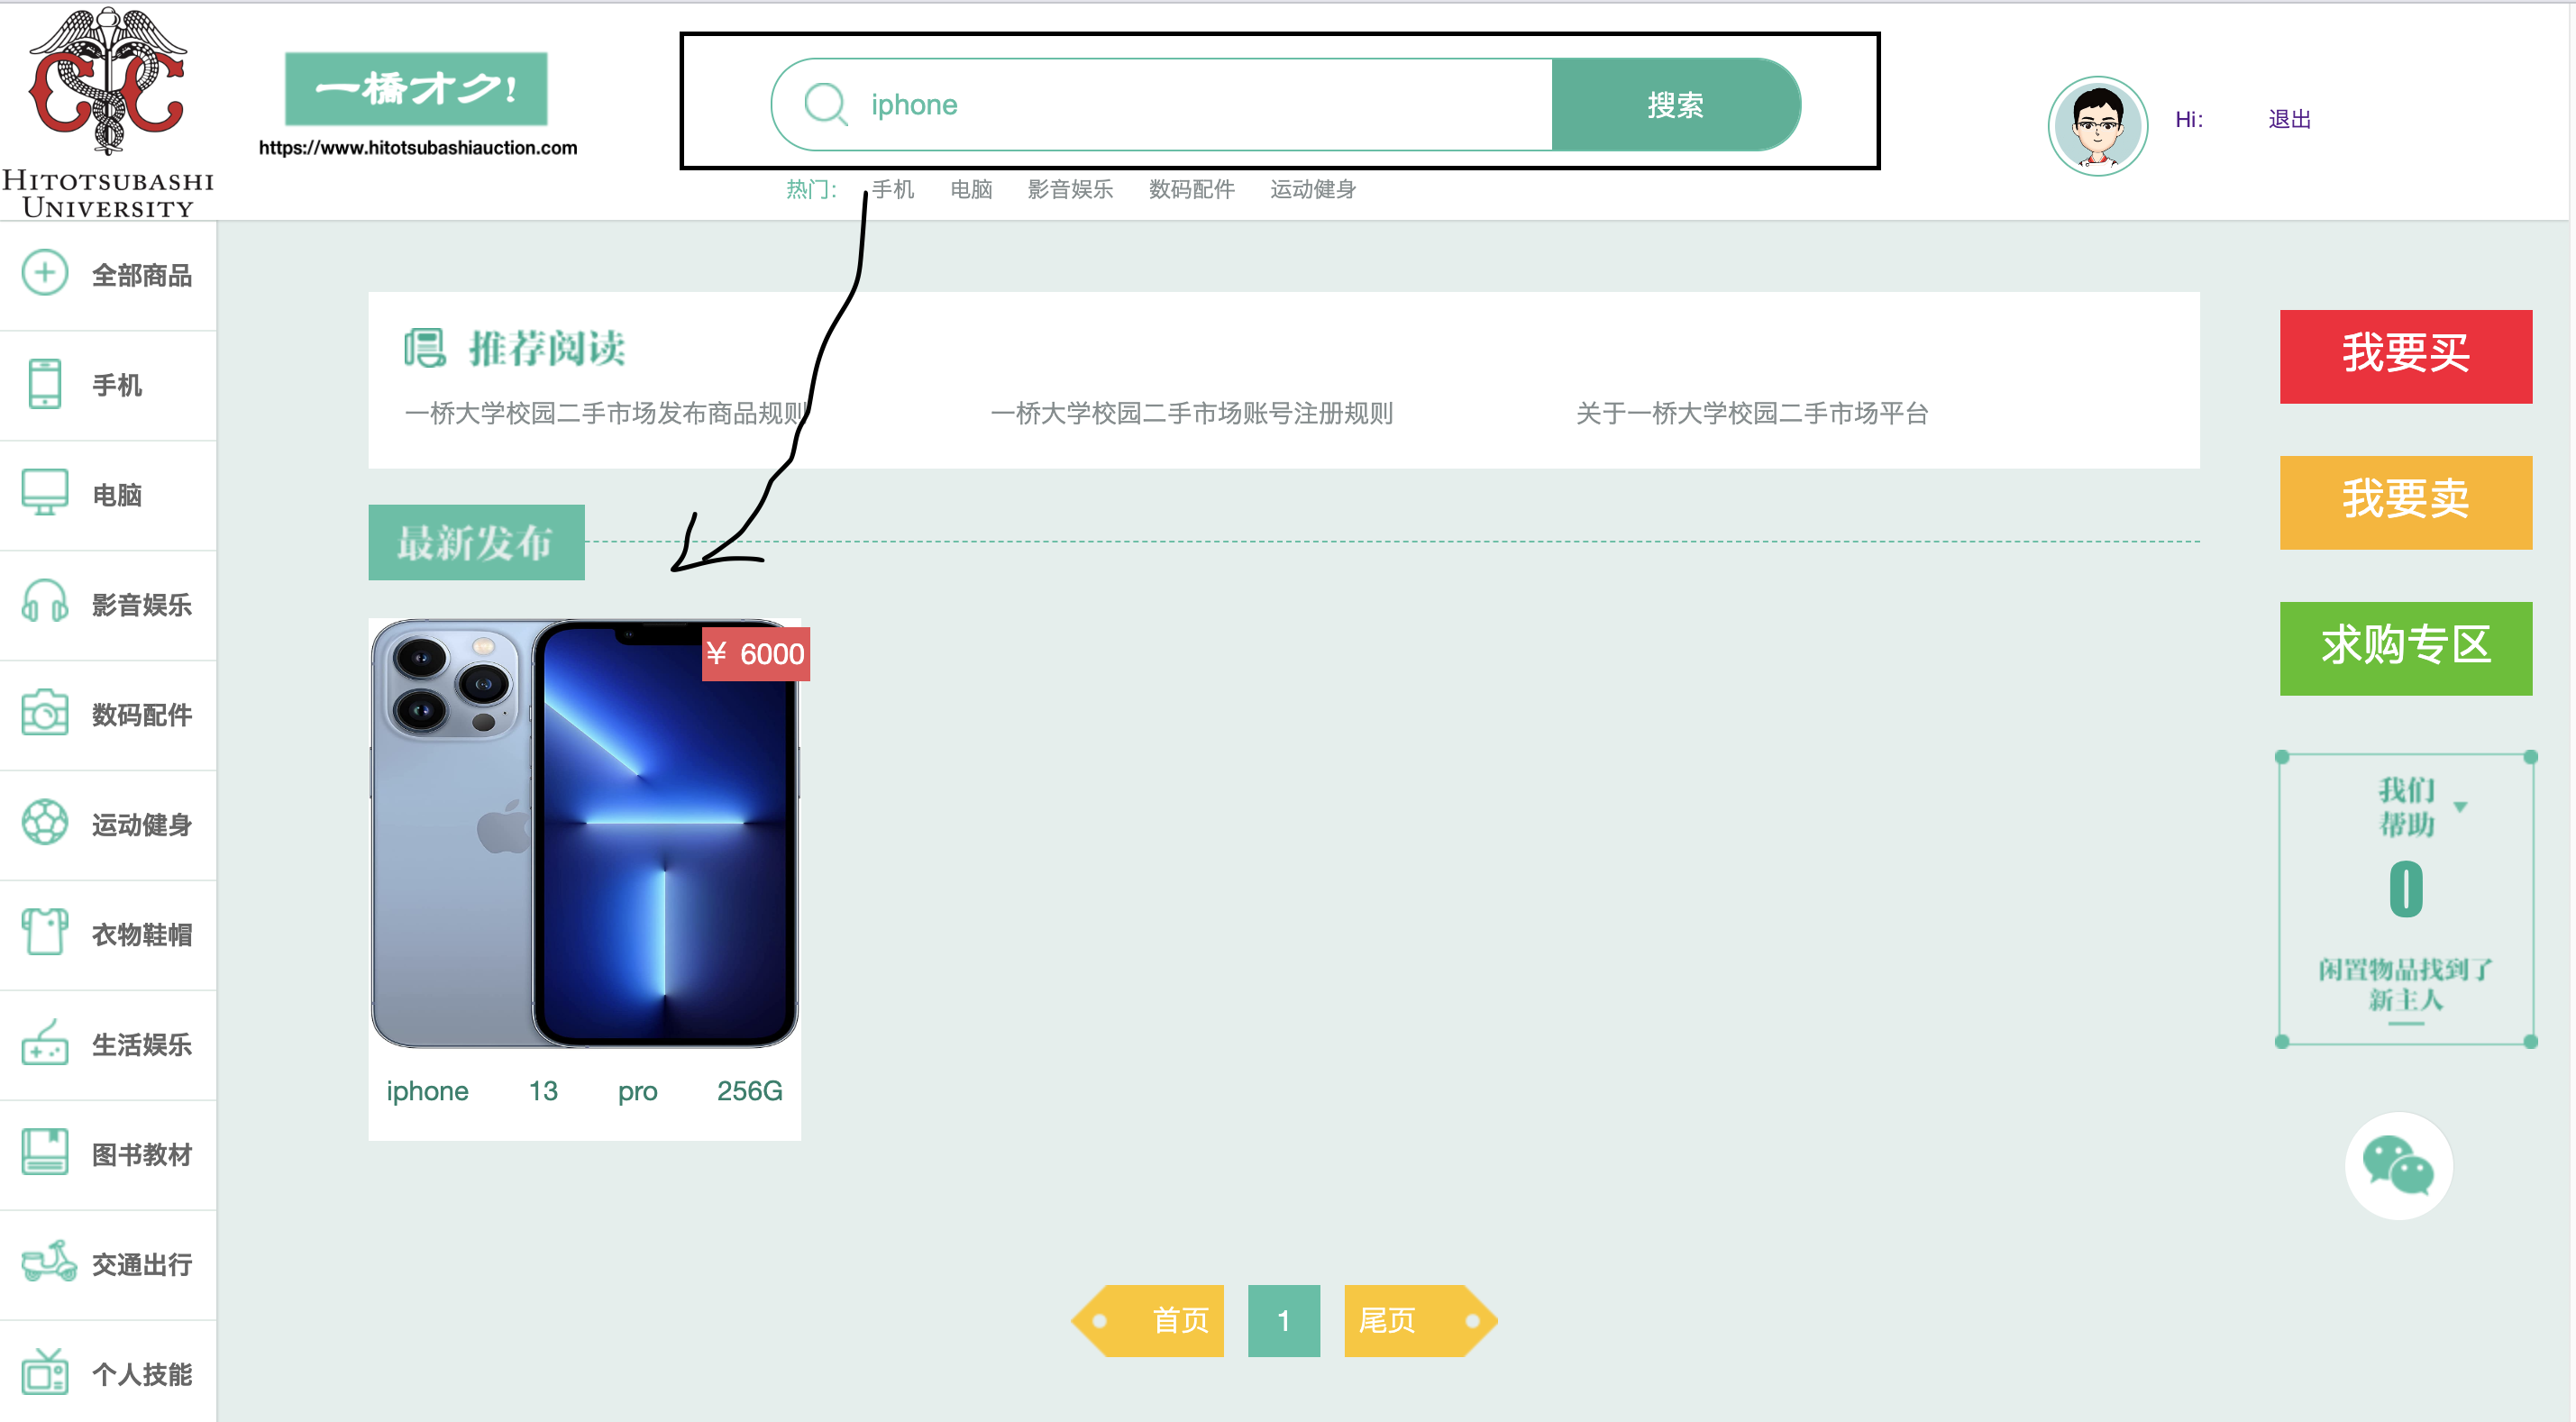 HITOTSUBASHI
UNIVERSITY
一橋オク!
https://www.hitotsubashiauction.com
iphone
搜索
热门: 手机 电脑 影音娱乐 数码配件 运动健身
Hi: 退出
全部商品
手机
电脑
影音娱乐
数码配件
运动健身
衣物鞋帽
生活娱乐
图书教材
交通出行
个人技能
推荐阅读
一桥大学校园二手市场发布商品规则 一桥大学校园二手市场账号注册规则 关于一桥大学校园二手市场平台
最新发布
¥ 6000
iphone 13 pro 256G
首页 1 尾页
我要买
我要卖
求购专区
我们
帮助
0
闲置物品找到了
新主人